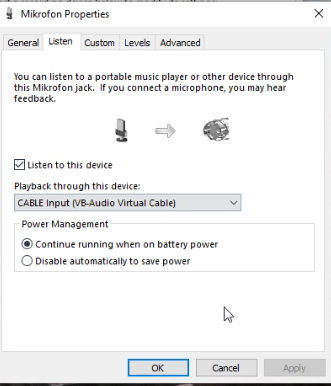 Mikrofon Properties
General
Listen
Custom
Levels
Advanced
You can listen to a portable music player or other device through
this Mikrofon jack. If you connect a microphone, you may hear
feedback.
Listen to this device
Playback through this device:
CABLE Input (VB-Audio Virtual Cable)
Power Management
Continue running when on battery power
Disable automatically to save power
OK
Cancel
Apply